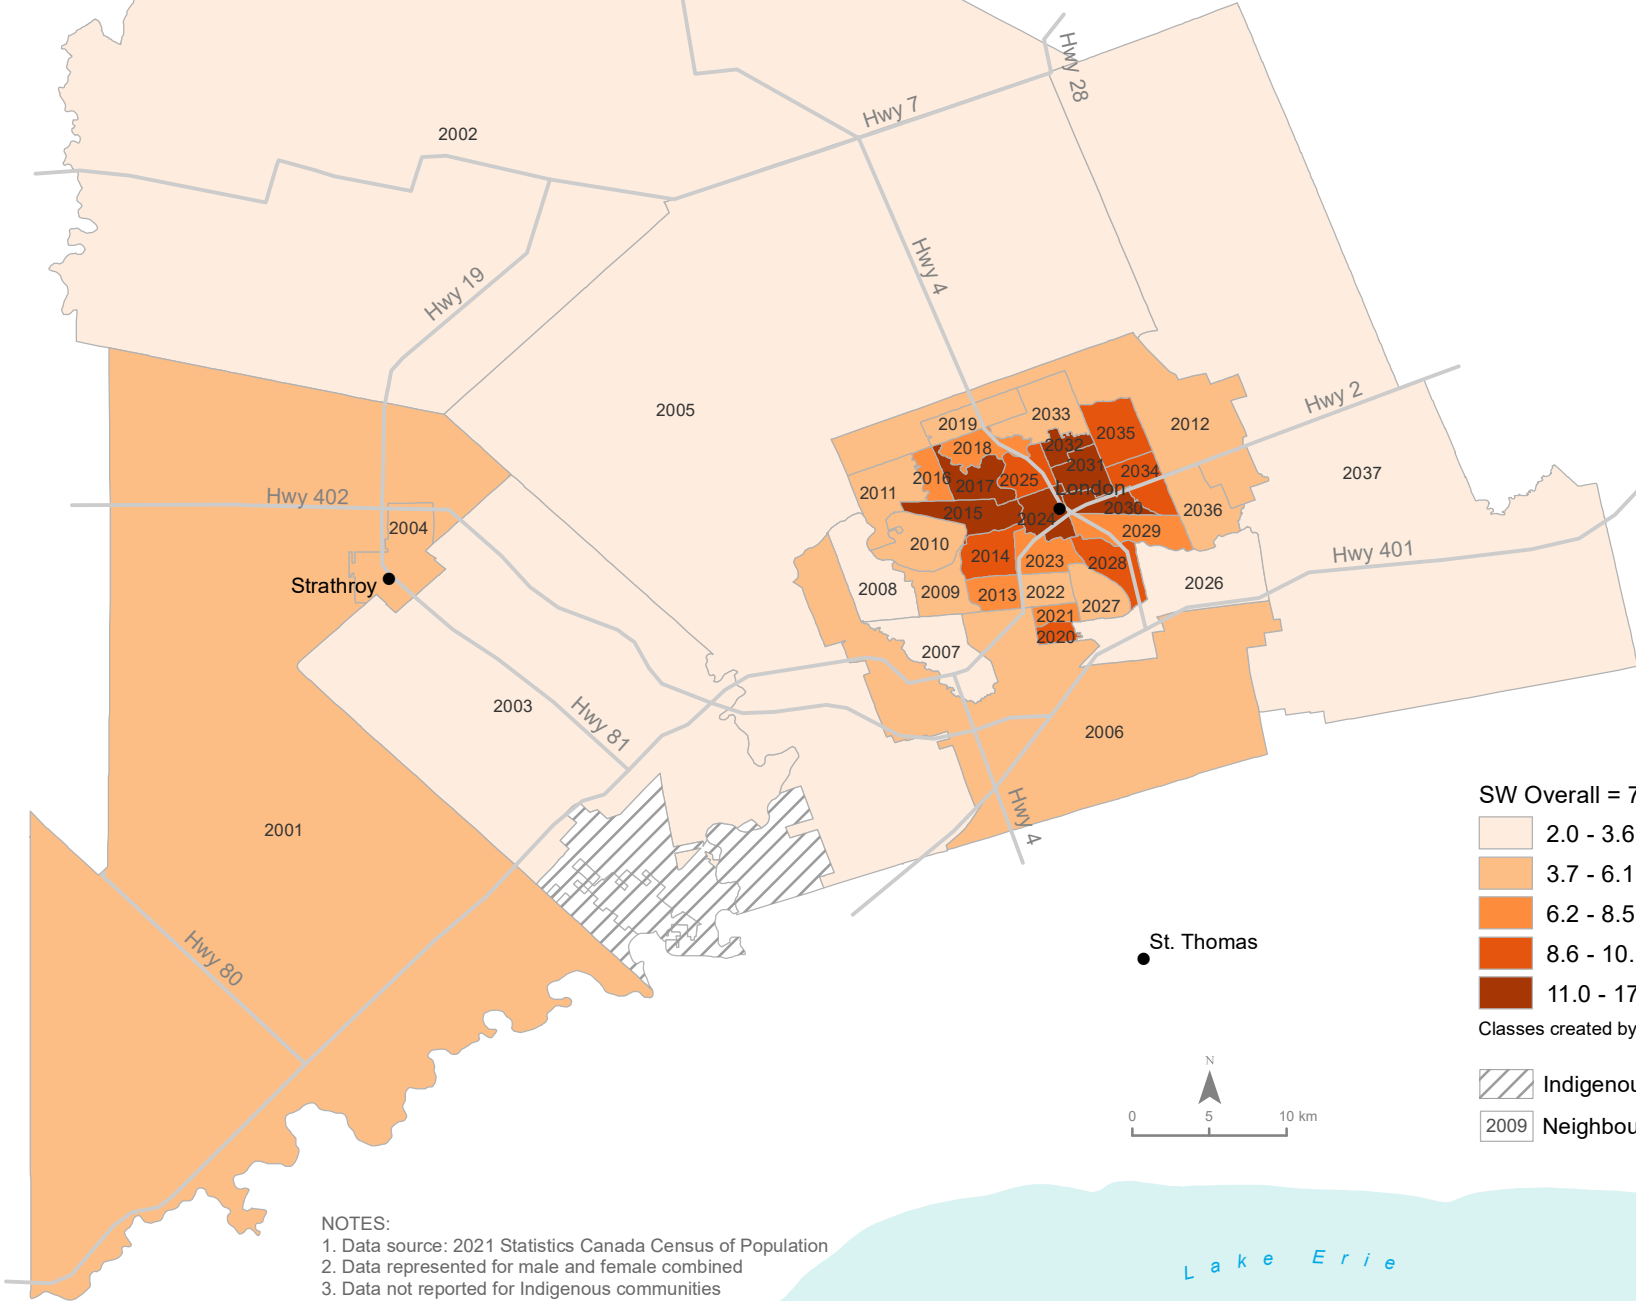 Hwy 28
Hwy 7
2002
Hwy 4
Hwy 19
2005
Hwy 2
2033
2019
2012
2035
2032
2018
2037
2031
2034
2016
2025
2017
2011
London
Hwy 402
2015
2030
2036
2024
2004
2029
2010
Hwy 401
2014
2023
2028
Strathroy
2008
2026
2009
2013
2022
2027
2021
2020
2007
2003
Hwy 81
2006
SW Overall = 7
2.0 - 3.6
2001
Hwy 4
3.7 - 6.1
6.2 - 8.5
Hwy 80
St. Thomas
8.6 - 10.
11.0 - 17
Classes created by
N
Indigenou
0 5 10 km
2009 Neighbou
NOTES:
1. Data source: 2021 Statistics Canada Census of Population
2. Data represented for male and female combined
3. Data not reported for Indigenous communities
Lake Erie